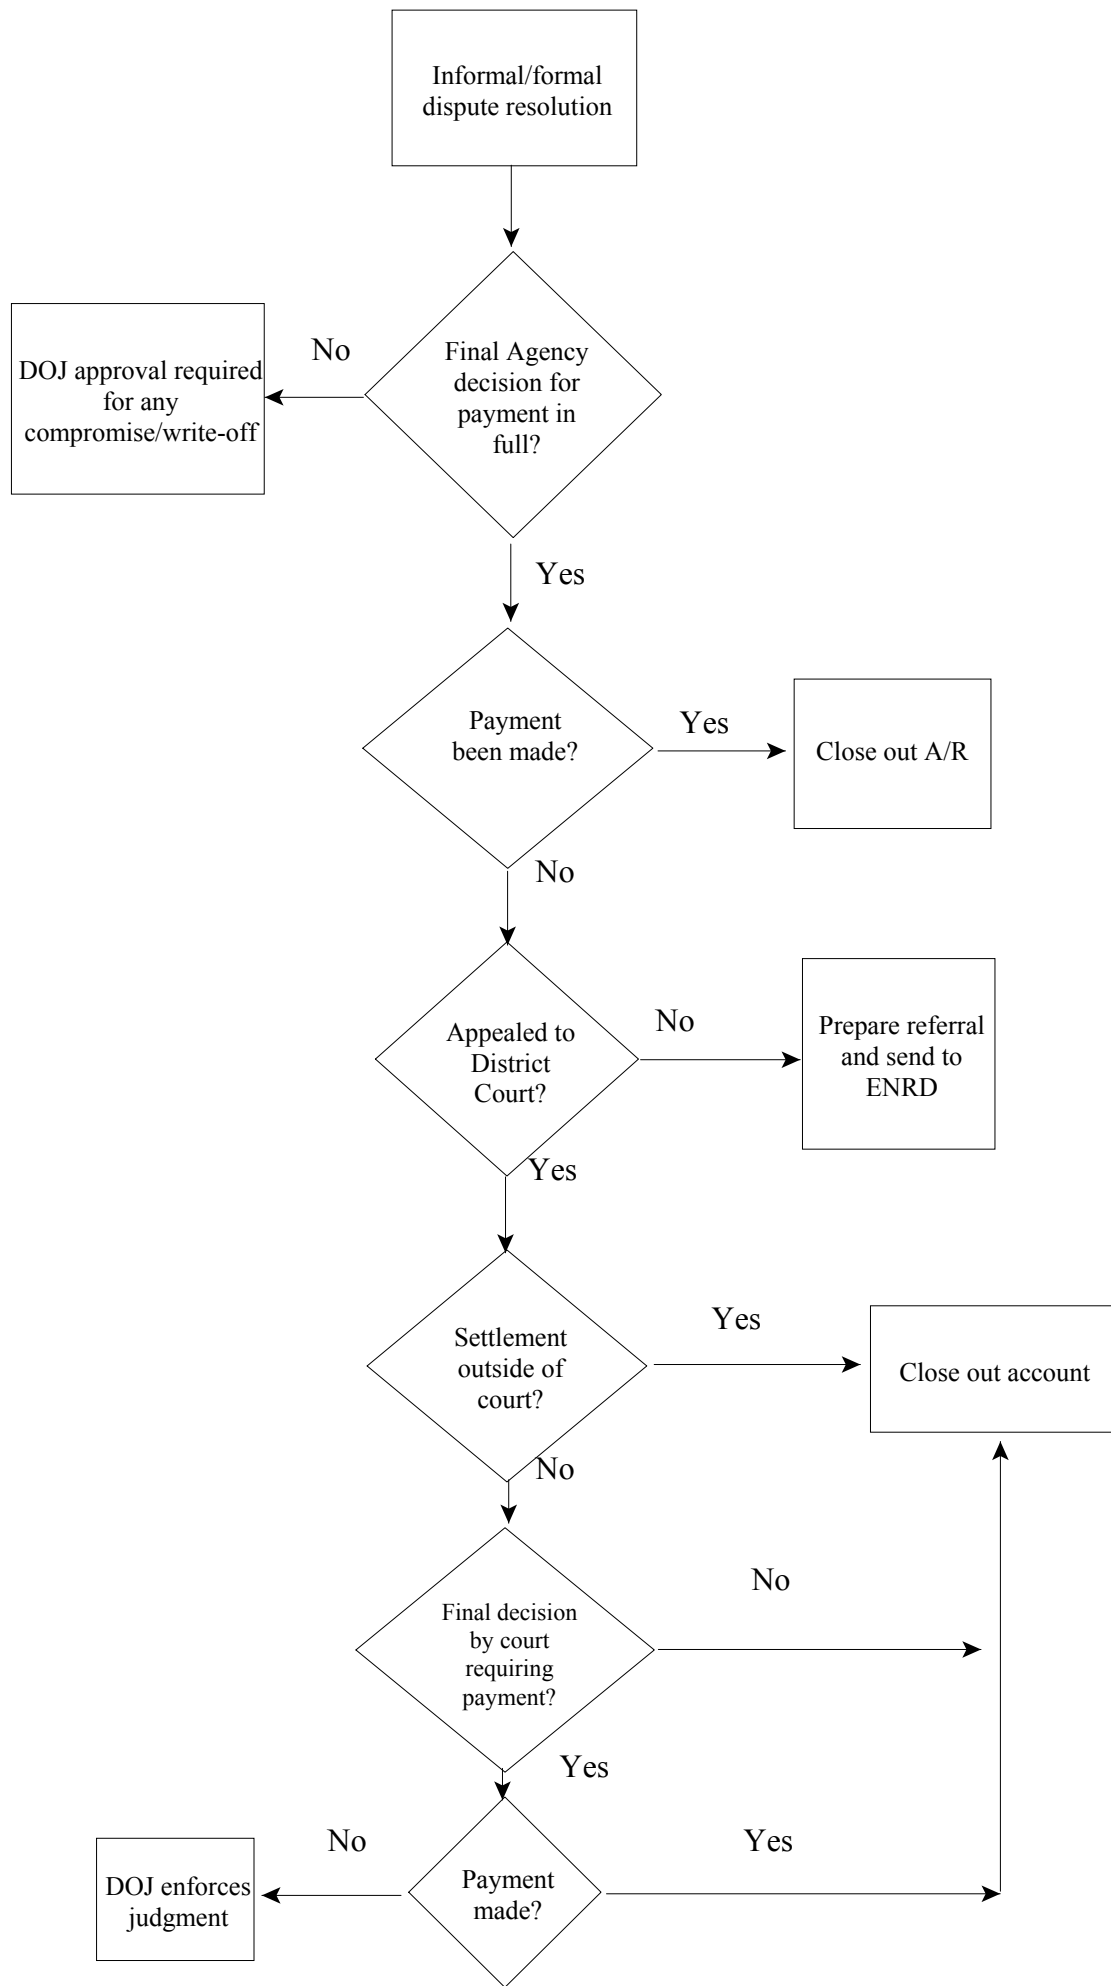 Informal/formal
dispute resolution
No
Final Agency
decision for
payment in
full?
DOJ approval required
for any
compromise/write-off
Yes
Payment
been made?
Yes
Close out A/R
No
Appealed to
District
Court?
No
Prepare referral
and send to
ENRD
Yes
Settlement
outside of
court?
Yes
Close out account
No
Final decision
by court
requiring
payment?
No
Yes
Payment
made?
No
DOJ enforces
judgment
Yes